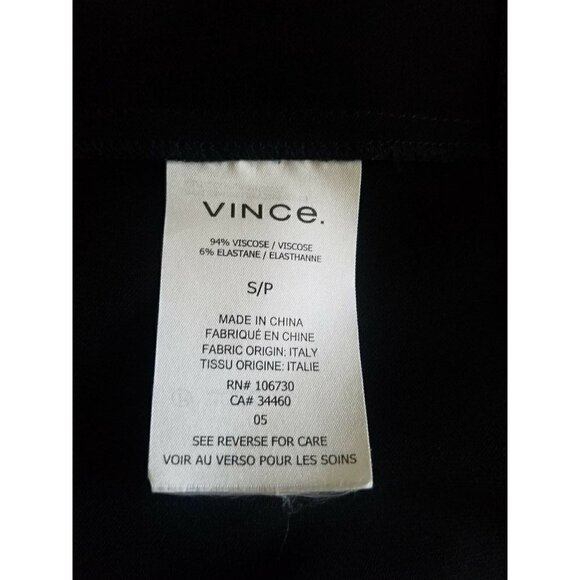 VINCe.
94% VISCOSE / VISCOSE
6% ELASTANE / ELASTHANNE
S/P
MADE IN CHINA
FABRIQUÉ EN CHINE
FABRIC ORIGIN: ITALY
TISSU ORIGINE: ITALIE
RN# 106730
CA# 34460
05
SEE REVERSE FOR CARE
VOIR AU VERSO POUR LES SOINS